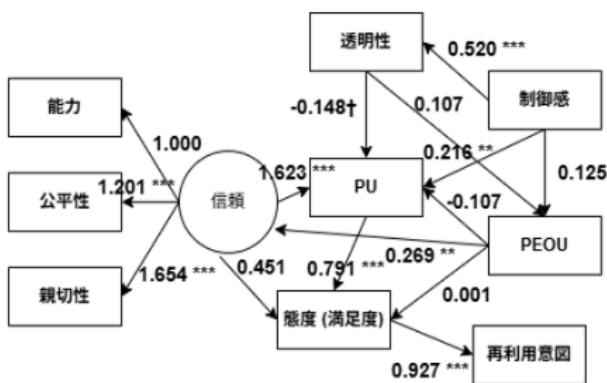 透明性
0.520 ***
制御感
能力
-0.148†
0.107
1.000
0.216 **
1.623 ***
PU
0.125
公平性
1.201 ***
信頼
-0.107
PEOU
0.269 **
親切性
1.654 ***
0.451
0.791 ***
0.001
態度 (満足度)
0.927 ***
再利用意図